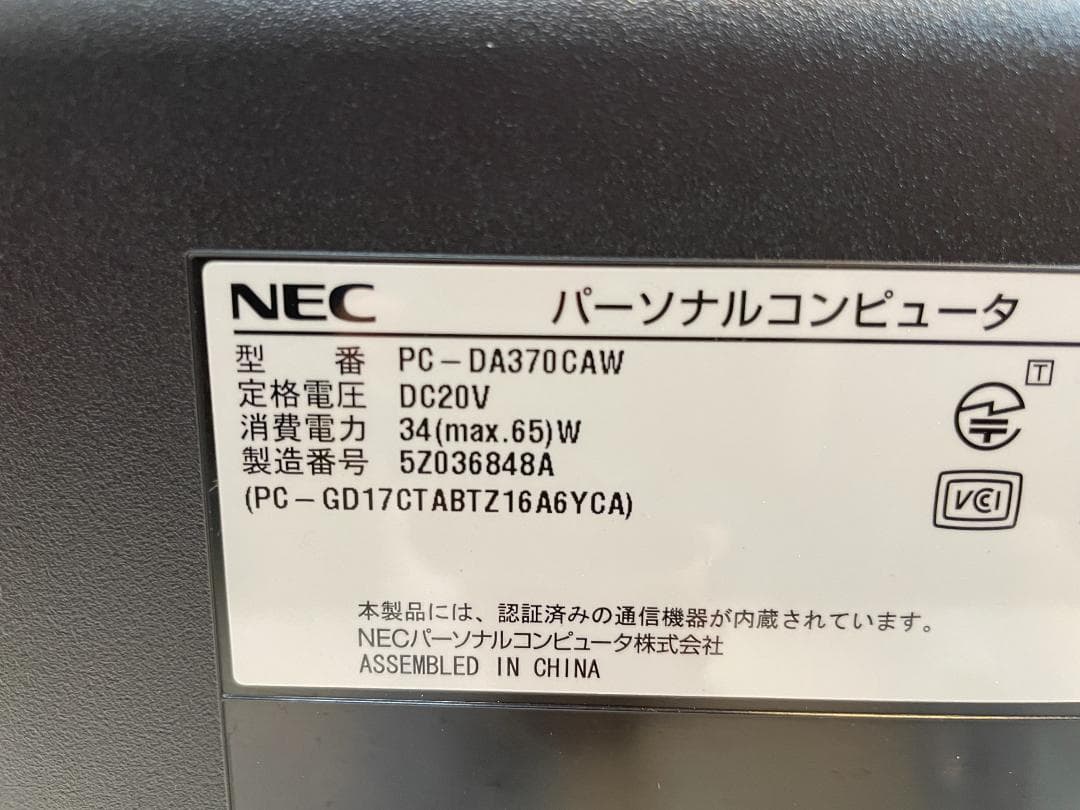 NEC パーソナルコンピュータ
型番 PC-DA370CAW
定格電圧 DC20V
消費電力 34(max.65)W
製造番号 5Z036848A
(PC-GD17CTABTZ16A6YCA)
T
VCI
本製品には、認証済みの通信機器が内蔵されています。
NECパーソナルコンピュータ株式会社
ASSEMBLED IN CHINA